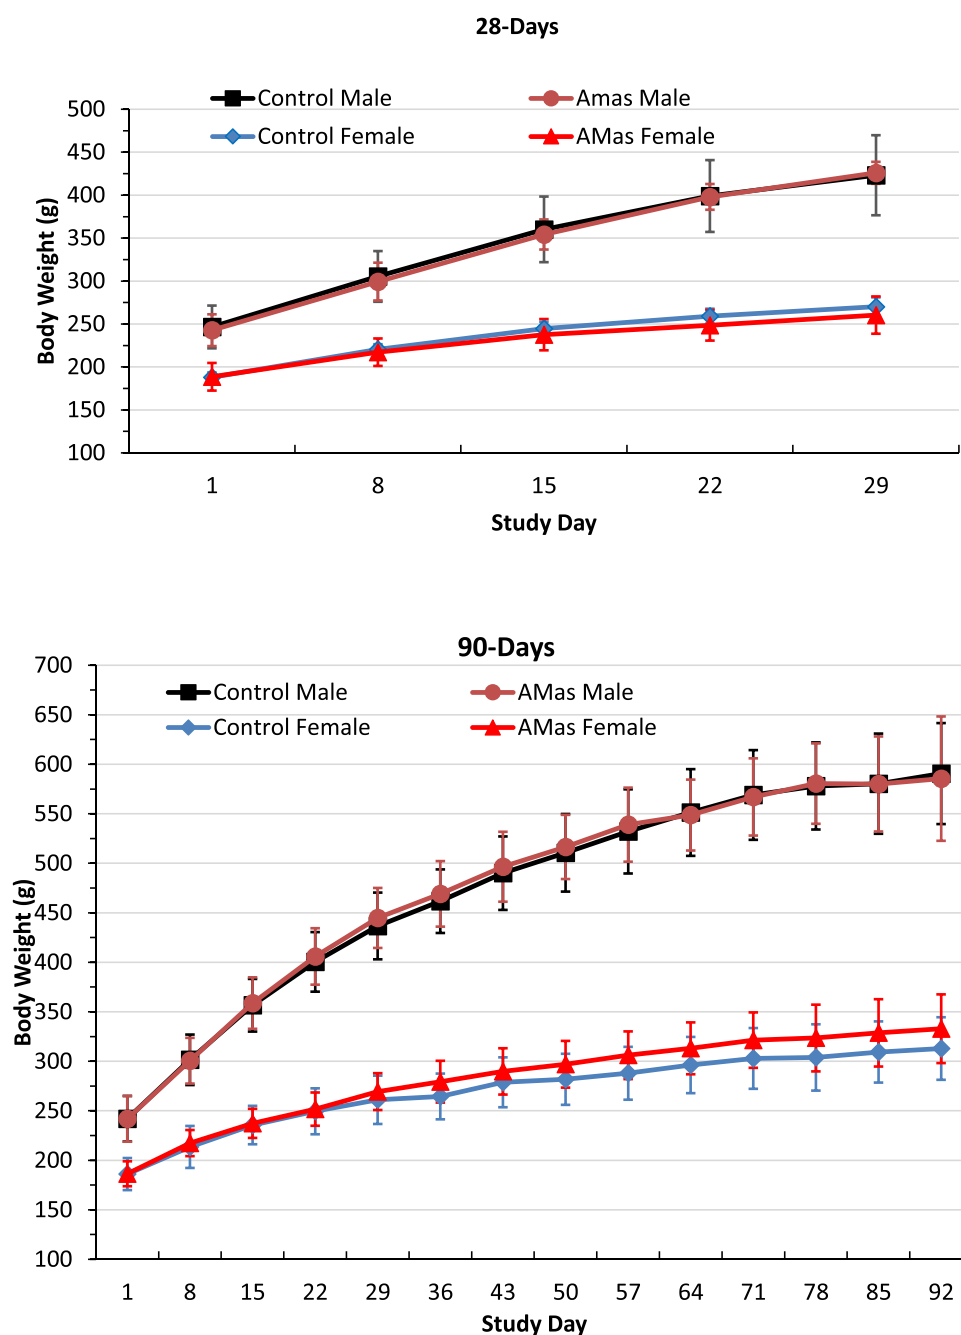 28-Days
Control Male
Amas Male
Control Female
AMas Female
500
450
400
350
300
250
200
150
100
Body Weight (g)
1 8 15 22 29
Study Day
90-Days
Control Male
AMas Male
Control Female
AMas Female
700
650
600
550
500
450
400
350
300
250
200
150
100
Body Weight (g)
1 8 15 22 29 36 43 50 57 64 71 78 85 92
Study Day